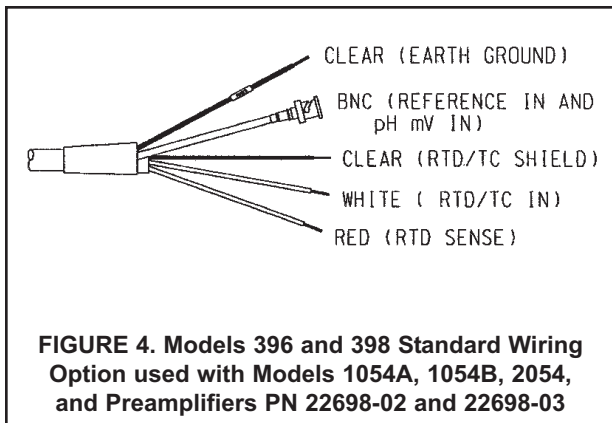 CLEAR (EARTH GROUND)
BNC (REFERENCE IN AND
pH mV IN)
CLEAR (RTD/TC SHIELD)
WHITE ( RTD/TC IN)
RED (RTD SENSE)
FIGURE 4. Models 396 and 398 Standard Wiring
Option used with Models 1054A, 1054B, 2054,
and Preamplifiers PN 22698-02 and 22698-03